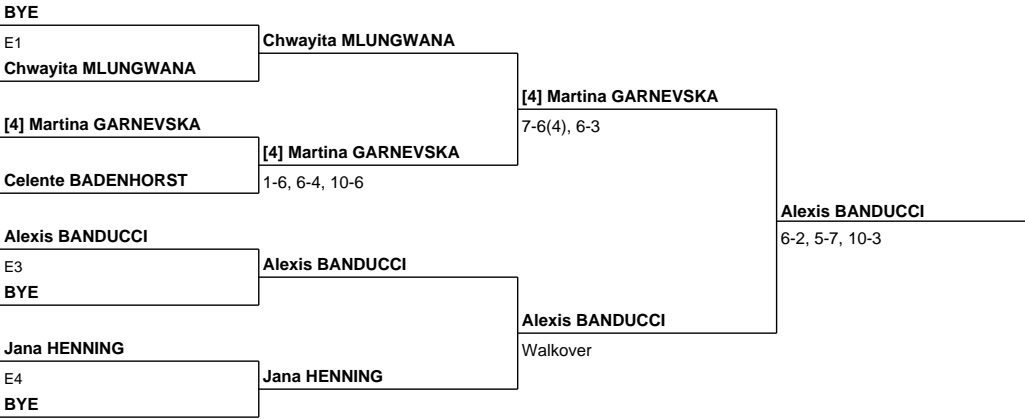 BYE
E1
Chwayita MLUNGWANA
[4] Martina GARNEVSKA
Celente BADENHORST
Alexis BANDUCCI
E3
BYE
Jana HENNING
E4
BYE
Chwayita MLUNGWANA
[4] Martina GARNEVSKA
1-6, 6-4, 10-6
Alexis BANDUCCI
Jana HENNING
[4] Martina GARNEVSKA
7-6(4), 6-3
Alexis BANDUCCI
Walkover
Alexis BANDUCCI
6-2, 5-7, 10-3